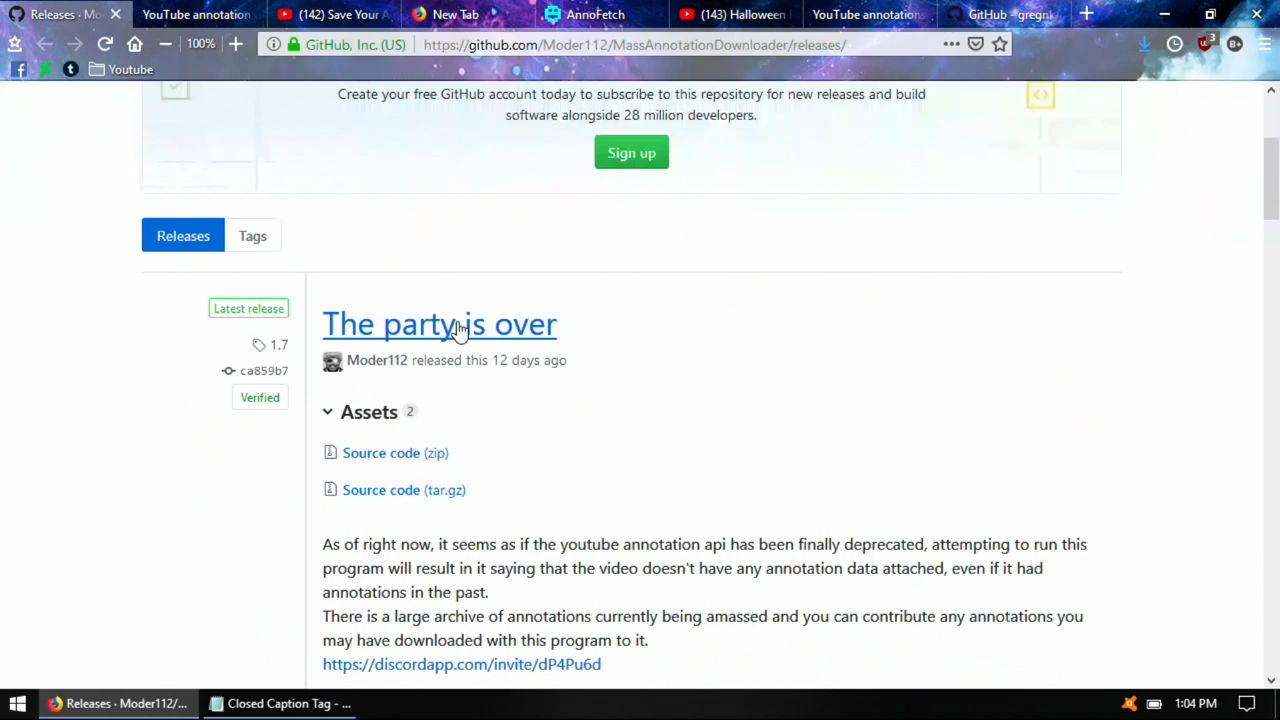 Releases · Mo
YouTube annotation
(142) Save Your A
New Tab
AnnoFetch
(143) Halloween
YouTube annotation
GitHub - gregnk
100%
GitHub, Inc. (US)
https://github.com/Moder112/MassAnnotationDownloader/releases/
3
Youtube
Create your free GitHub account today to subscribe to this repository for new releases and build
software alongside 28 million developers.
Sign up
Releases
Tags
Latest release
The party is over
1.7
Moder112 released this 12 days ago
ca859b7
Verified
Assets 2
Source code (zip)
Source code (tar.gz)
As of right now, it seems as if the youtube annotation api has been finally deprecated, attempting to run this
program will result in it saying that the video doesn't have any annotation data attached, even if it had
annotations in the past.
There is a large archive of annotations currently being amassed and you can contribute any annotations you
may have downloaded with this program to it.
https://discordapp.com/invite/dP4Pu6d
Releases · Moder112/...
Closed Caption Tag - ...
1:04 PM